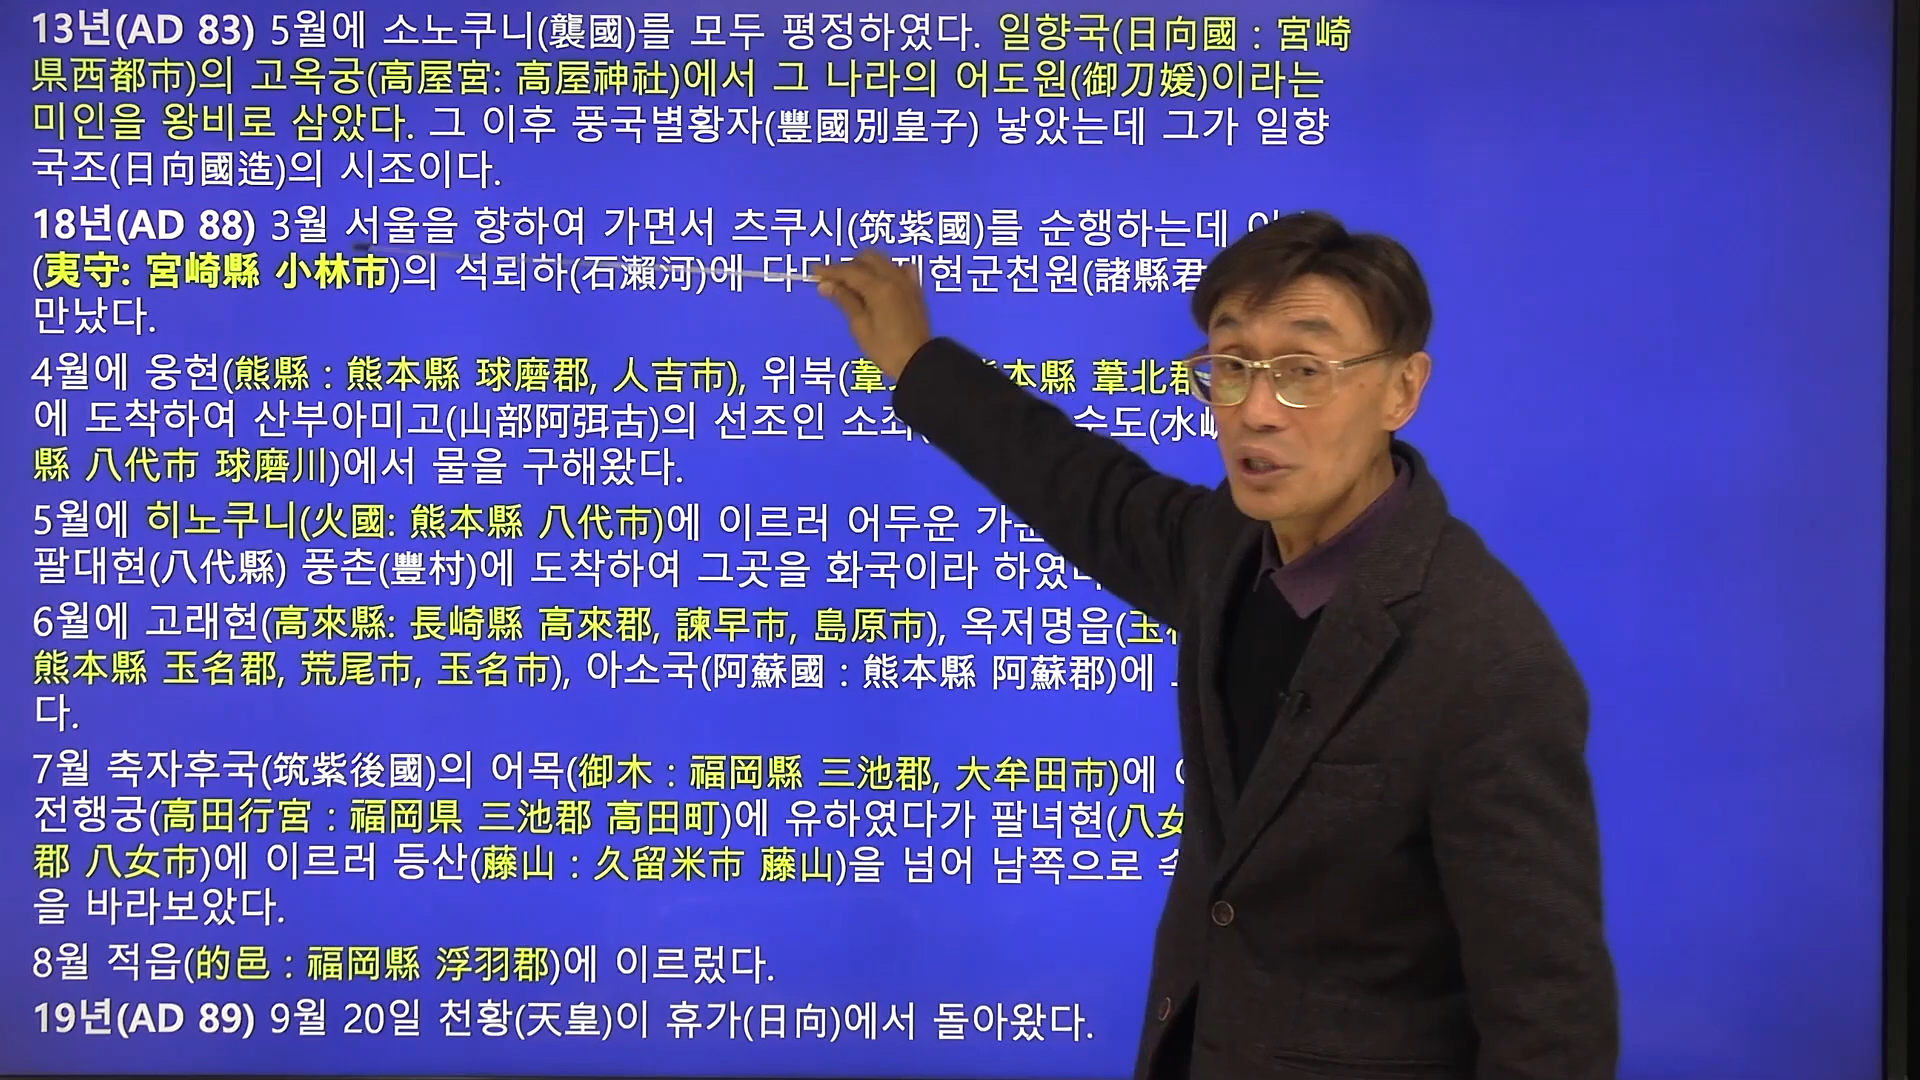 13년(AD 83) 5월에 소노쿠니(襲國)를 모두 평정하였다. 일향국(日向國 : 宮崎
県西都市)의 고옥궁(高屋宮: 高屋神社)에서 그 나라의 어도원(御刀媛)이라는
미인을 왕비로 삼았다. 그 이후 풍국별황자(豐國別皇子) 낳았는데 그가 일향
국조(日向國造)의 시조이다.
18년(AD 88) 3월 서울을 향하여 가면서 츠쿠시(筑紫國)를 순행하는데
(夷守: 宮崎縣 小林市)의 석뢰하(石瀨河)에 제현군천원(諸縣君
만났다.
4월에 웅현(熊縣 : 熊本縣 球磨郡, 人吉市), 위북(葦 本縣 葦北郡
에 도착하여 산부아미고(山部阿弭古)의 선조인 소좌( 수도(水
縣 八代市 球磨川)에서 물을 구해왔다.
5월에 히노쿠니(火國: 熊本縣 八代市)에 이르러 어두운
팔대현(八代縣) 풍촌(豐村)에 도착하여 그곳을 화국이라
6월에 고래현(高來縣: 長崎縣 高來郡, 諫早市, 島原市), 옥저명읍(玉
熊本縣 玉名郡, 荒尾市, 玉名市), 아소국(阿蘇國 : 熊本縣 阿蘇郡)에
다.
7월 축자후국(筑紫後國)의 어목(御木 : 福岡縣 三池郡, 大牟田市)에
전행궁(高田行宮 : 福岡県 三池郡 高田町)에 유하였다가 팔녀현(八女
郡 八女市)에 이르러 등산(藤山 : 久留米市 藤山)을 넘어 남쪽으로
을 바라보았다.
8월 적읍(的邑 : 福岡縣 浮羽郡)에 이르렀다.
19년(AD 89) 9월 20일 천황(天皇)이 휴가(日向)에서 돌아왔다.